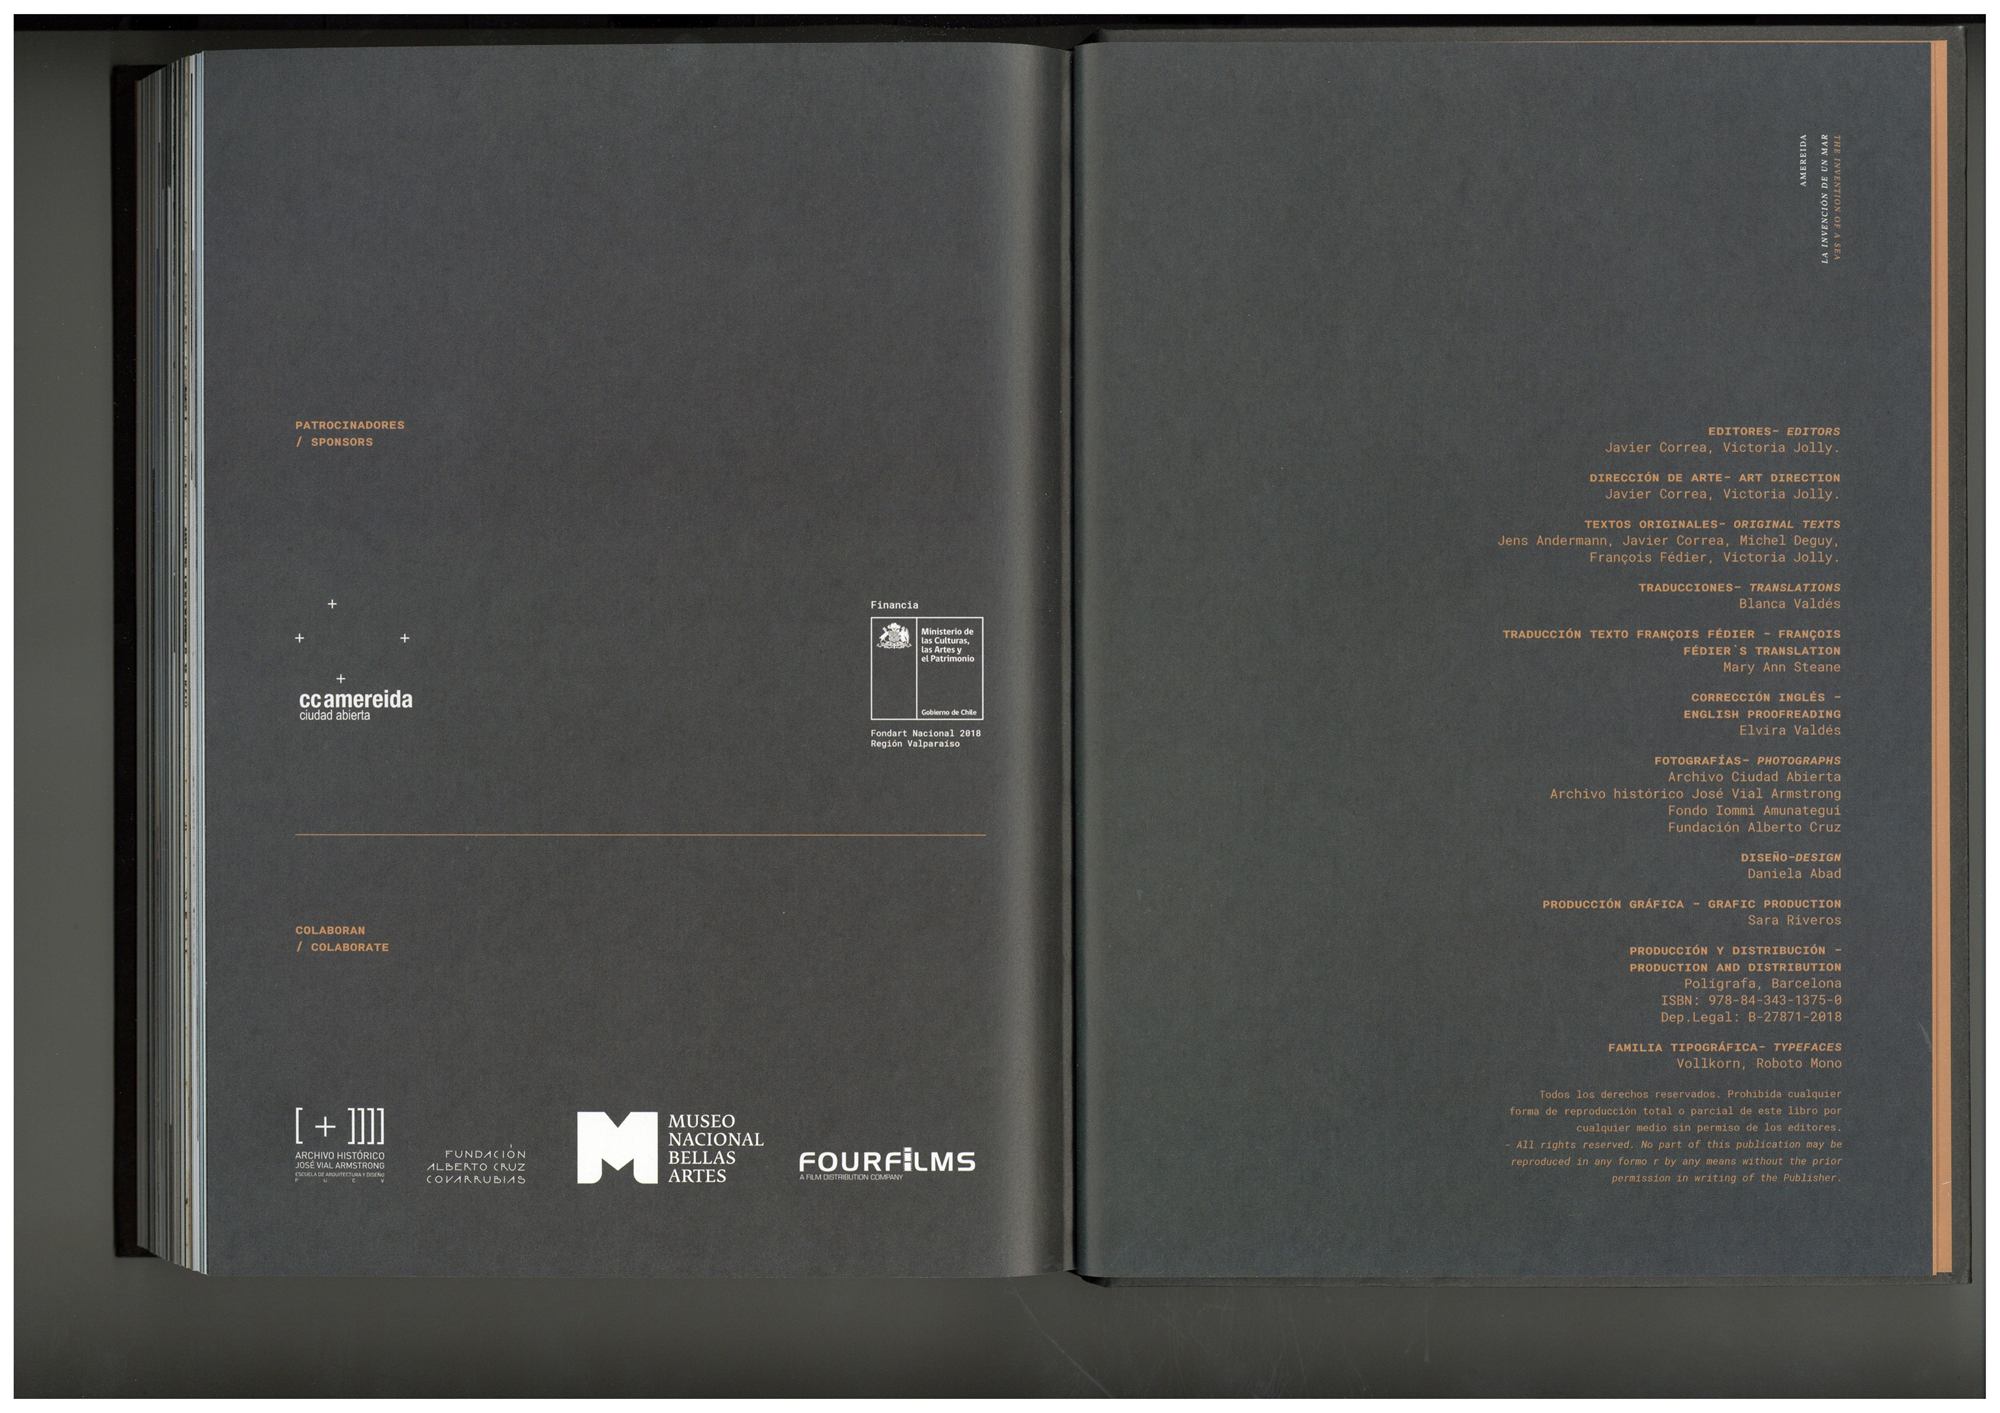 PATROCINADORES
/ SPONSORS
ccamereida
ciudad abierta
Financia
Ministerio de
las Culturas,
las Artes y
el Patrimonio
Gobierno de Chile
Fondart Nacional 2018
Región Valparaíso
COLABORAN
/ COLABORATE
[+]]]]
ARCHIVO HISTÓRICO
JOSÉ VIAL ARMSTRONG
ESCUELA DE ARQUITECTURA Y DISEÑO
P U C V
FUNDACIÓN
ALBERTO CRUZ
COVARRUBIAS
MUSEO
NACIONAL
BELLAS
ARTES
FOURFILMS
A FILM DISTRIBUTION COMPANY
AMEREIDA
LA INVENCIÓN DE UN MAR
THE INVENTION OF A SEA
EDITORES- EDITORS
Javier Correa, Victoria Jolly.
DIRECCIÓN DE ARTE- ART DIRECTION
Javier Correa, Victoria Jolly.
TEXTOS ORIGINALES- ORIGINAL TEXTS
Jens Andermann, Javier Correa, Michel Deguy,
François Fédier, Victoria Jolly.
TRADUCCIONES- TRANSLATIONS
Blanca Valdés
TRADUCCIÓN TEXTO FRANÇOIS FÉDIER - FRANÇOIS
FÉDIER`S TRANSLATION
Mary Ann Steane
CORRECCIÓN INGLÉS -
ENGLISH PROOFREADING
Elvira Valdés
FOTOGRAFÍAS- PHOTOGRAPHS
Archivo Ciudad Abierta
Archivo histórico José Vial Armstrong
Fondo Iommi Amunategui
Fundación Alberto Cruz
DISEÑO-DESIGN
Daniela Abad
PRODUCCIÓN GRÁFICA - GRAFIC PRODUCTION
Sara Riveros
PRODUCCIÓN Y DISTRIBUCIÓN -
PRODUCTION AND DISTRIBUTION
Polígrafa, Barcelona
ISBN: 978-84-343-1375-0
Dep.Legal: B-27871-2018
FAMILIA TIPOGRÁFICA- TYPEFACES
Vollkorn, Roboto Mono
Todos los derechos reservados. Prohibida cualquier
forma de reproducción total o parcial de este libro por
cualquier medio sin permiso de los editores.
- All rights reserved. No part of this publication may be
reproduced in any formo r by any means without the prior
permission in writing of the Publisher.